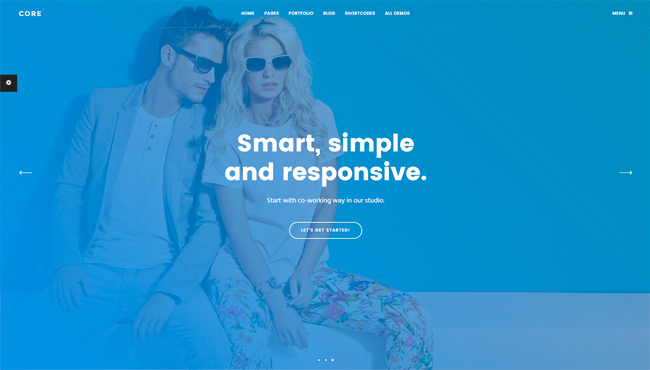 CORE
HOME PAGES PORTFOLIO BLOG SHORTCODES ALL DEMOS
MENU
Smart, simple
and responsive.
Start with co-working way in our studio.
LET'S GET STARTED!